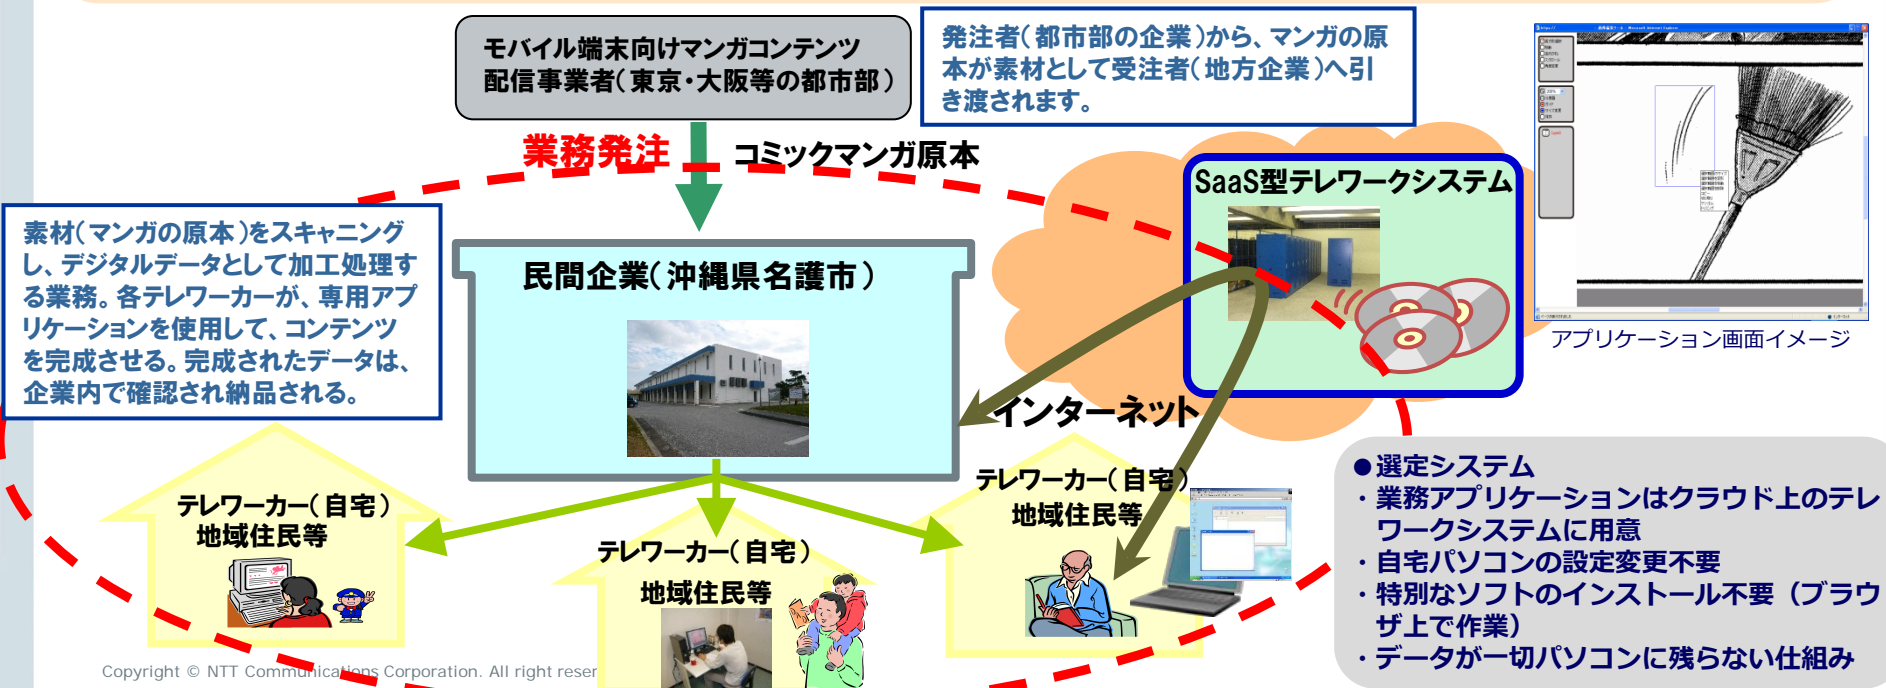 モバイル端末向けマンガコンテンツ
配信事業者（東京・大阪等の都市部）
発注者（都市部の企業）から、マンガの原
本が素材として受注者（地方企業）へ引
き渡されます。
業務発注
コミックマンガ原本
SaaS型テレワークシステム
素材（マンガの原本）をスキャニング
し、デジタルデータとして加工処理す
る業務。各テレワーカーが、専用アプ
リケーションを使用して、コンテンツ
を完成させる。完成されたデータは、
企業内で確認され納品される。
民間企業（沖縄県名護市）
アプリケーション画面イメージ
インターネット
テレワーカー（自宅）
地域住民等
テレワーカー（自宅）
地域住民等
テレワーカー（自宅）
地域住民等
●選定システム
・業務アプリケーションはクラウド上のテレ
ワークシステムに用意
・自宅パソコンの設定変更不要
・特別なソフトのインストール不要（ブラウ
ザ上で作業）
・データが一切パソコンに残らない仕組み
Copyright © NTT Communications Corporation. All right reser